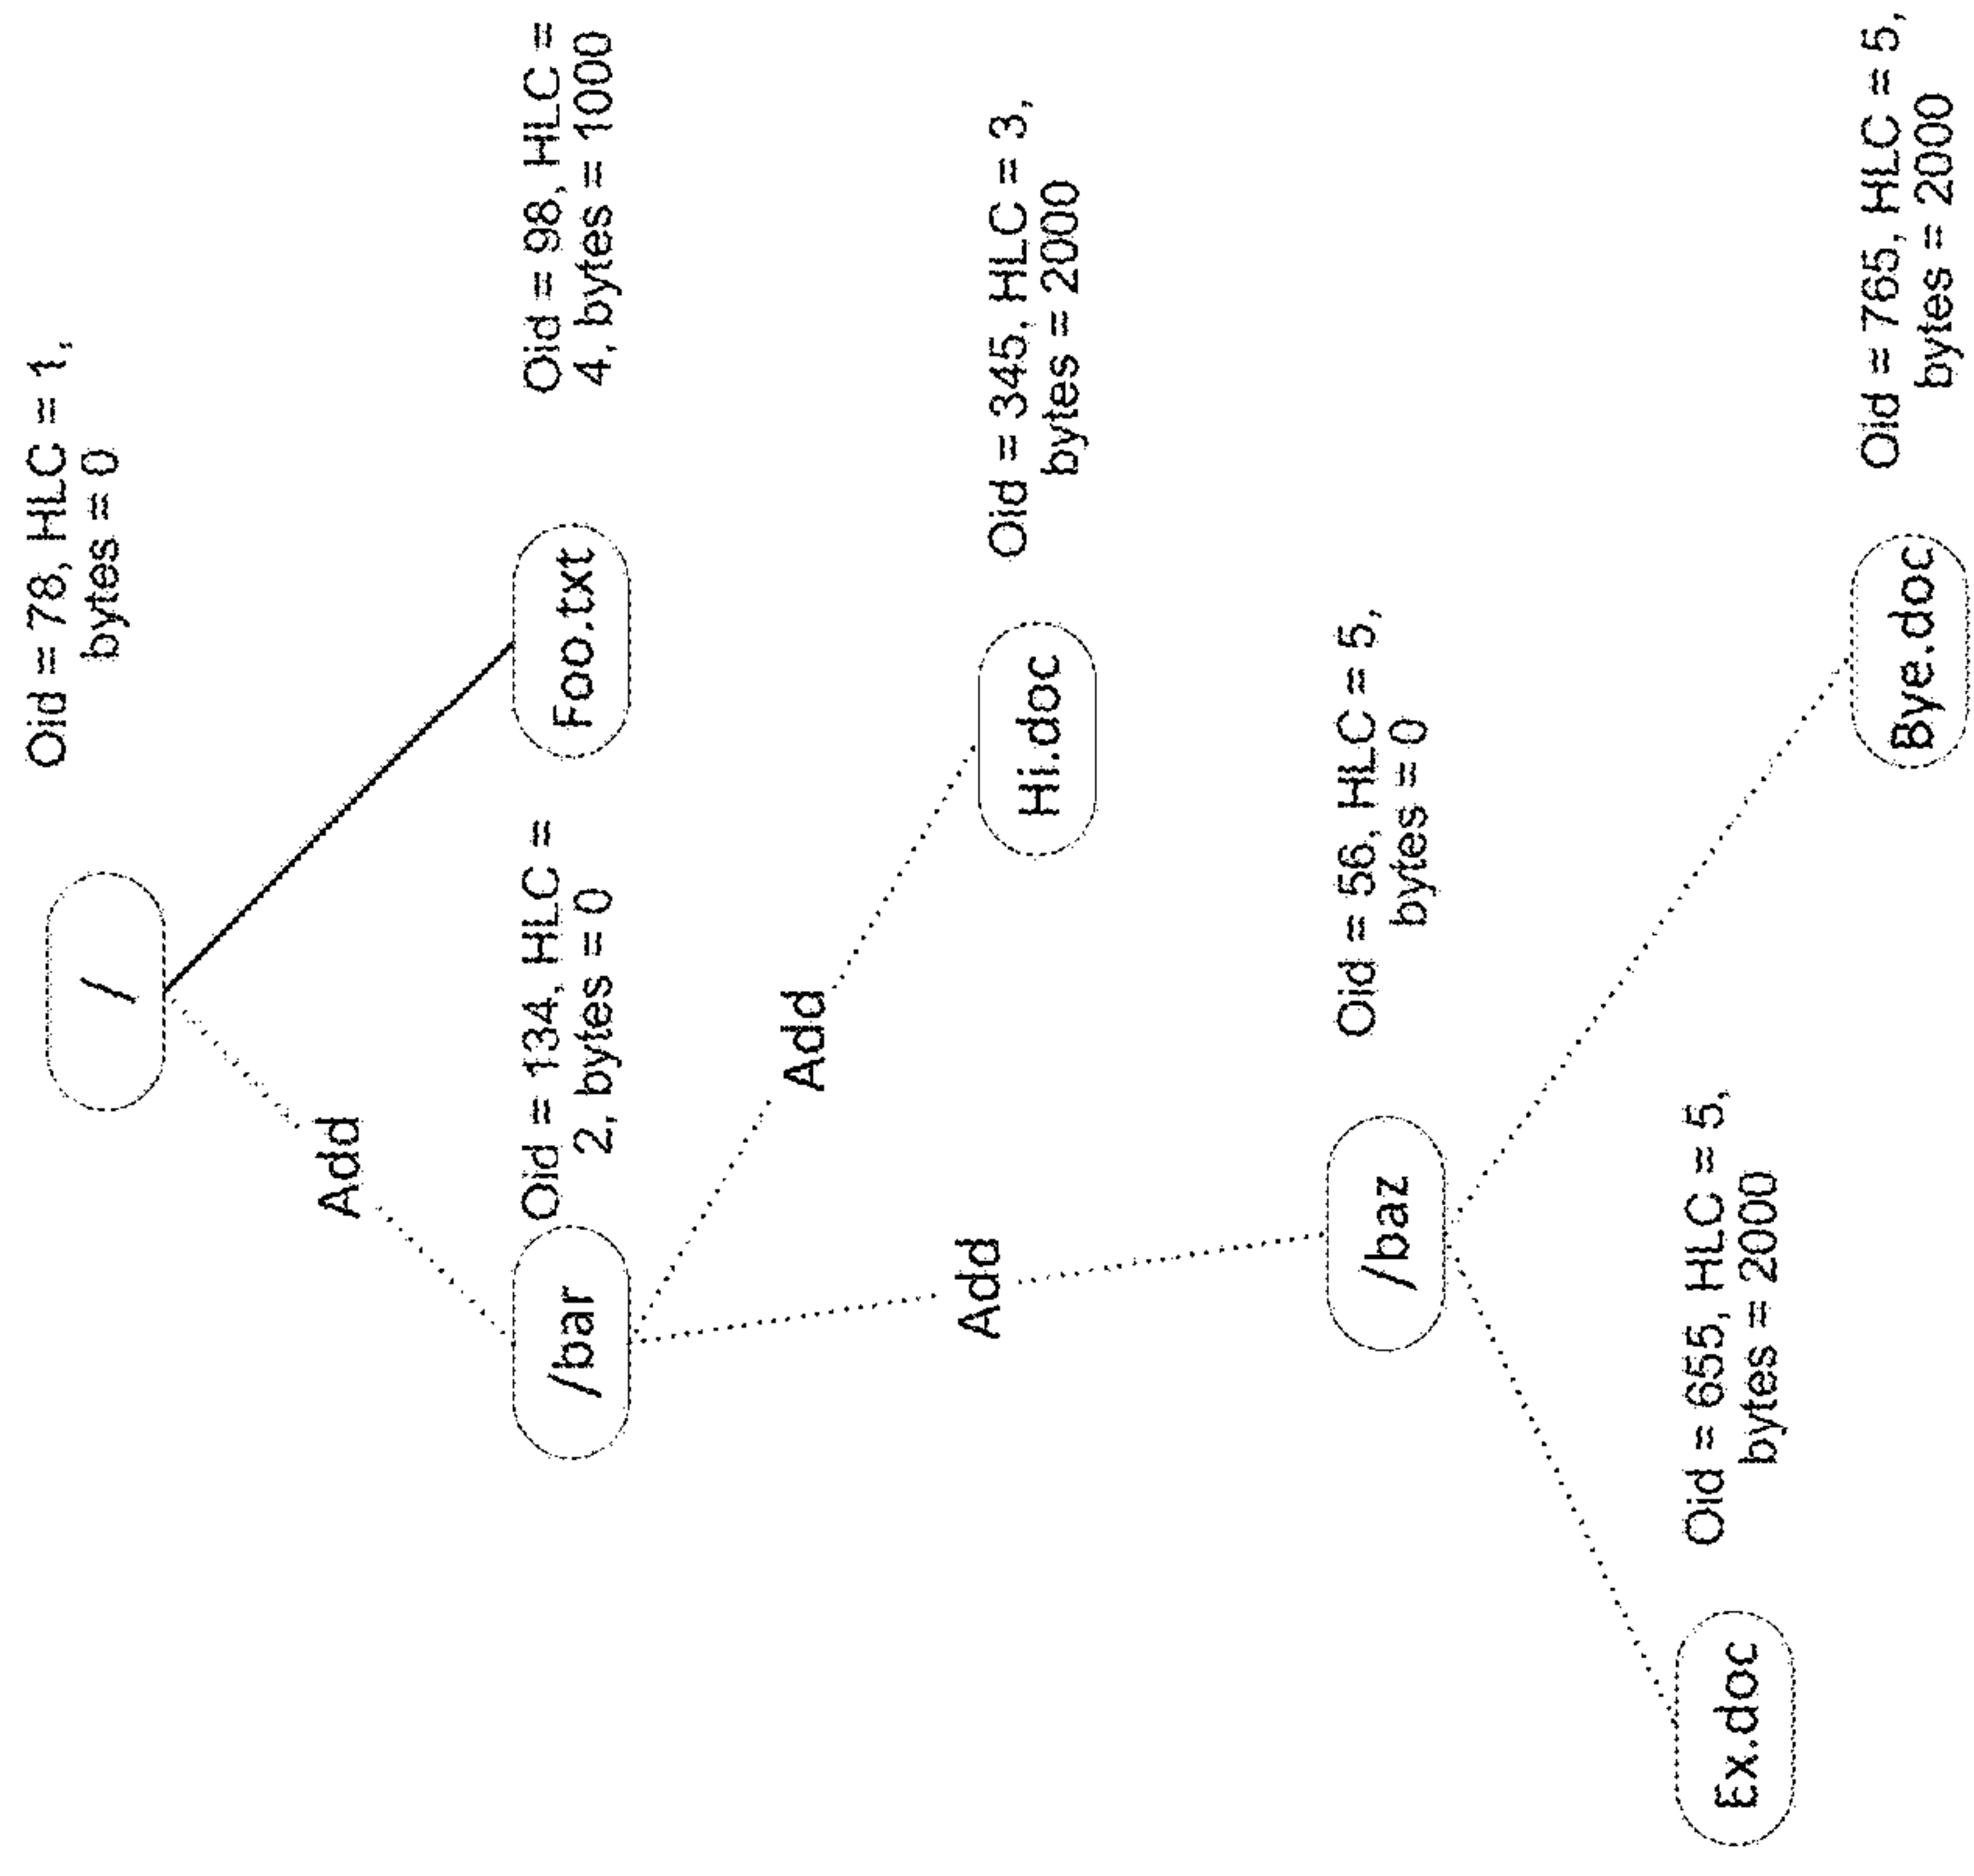 /
Oid = 78, HLC = 1,
bytes = 0
Add
/bar
Oid = 134, HLC =
2, bytes = 0
Foo.txt
Oid = 98, HLC =
4, bytes = 1000
Add
Hi.doc
Oid = 345, HLC = 3,
bytes = 2000
Add
/baz
Oid = 56, HLC = 5,
bytes = 0
Ex.doc
Oid = 655, HLC = 5,
bytes = 2000
Bye.doc
Oid = 765, HLC = 5,
bytes = 2000